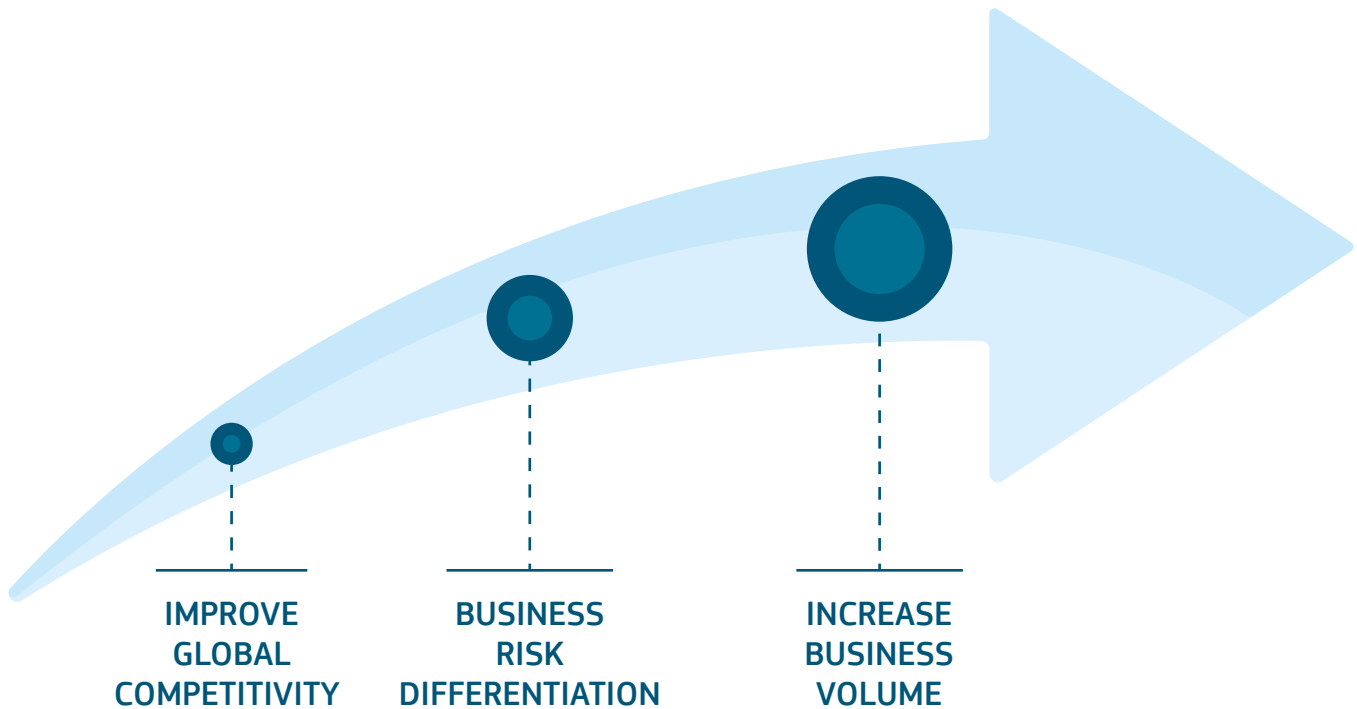 IMPROVE
GLOBAL
COMPETITIVITY
BUSINESS
RISK
DIFFERENTIATION
INCREASE
BUSINESS
VOLUME